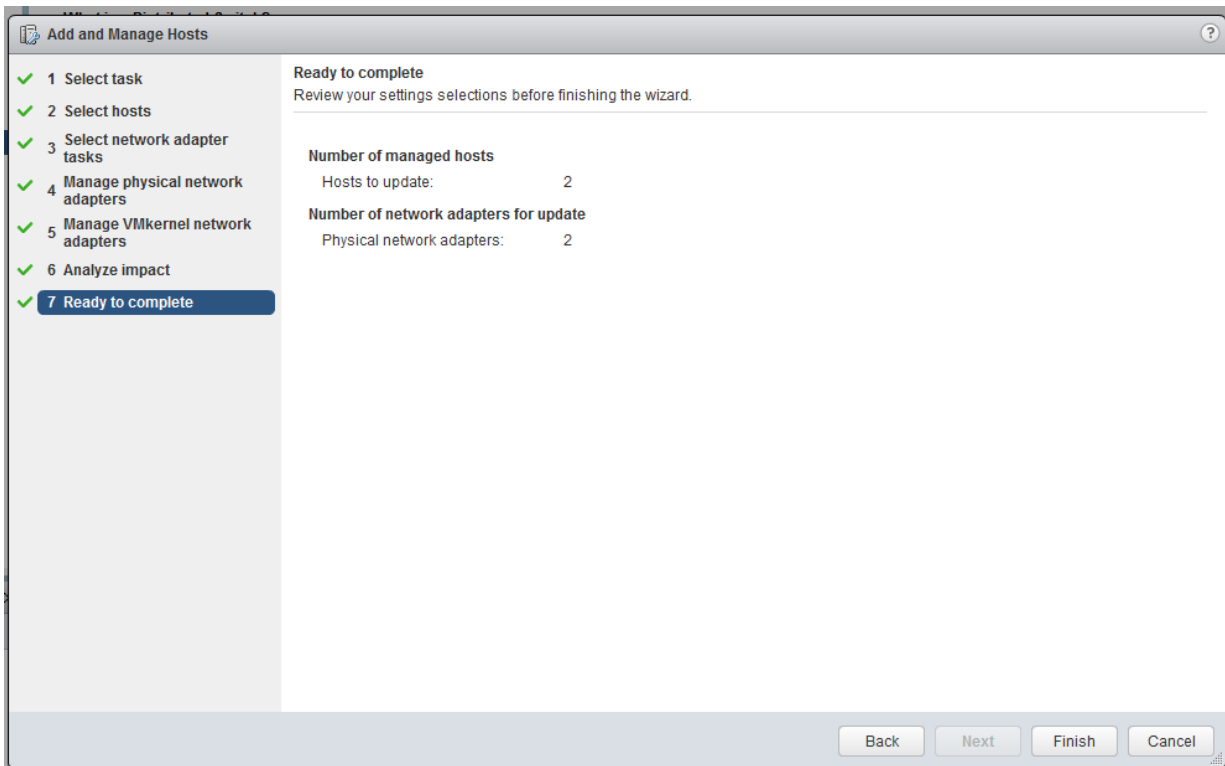 Add and Manage Hosts
?
1 Select task
2 Select hosts
3 Select network adapter
tasks
4 Manage physical network
adapters
5 Manage VMkernel network
adapters
6 Analyze impact
7 Ready to complete
Ready to complete
Review your settings selections before finishing the wizard.
Number of managed hosts
Hosts to update: 2
Number of network adapters for update
Physical network adapters: 2
Back Next Finish Cancel